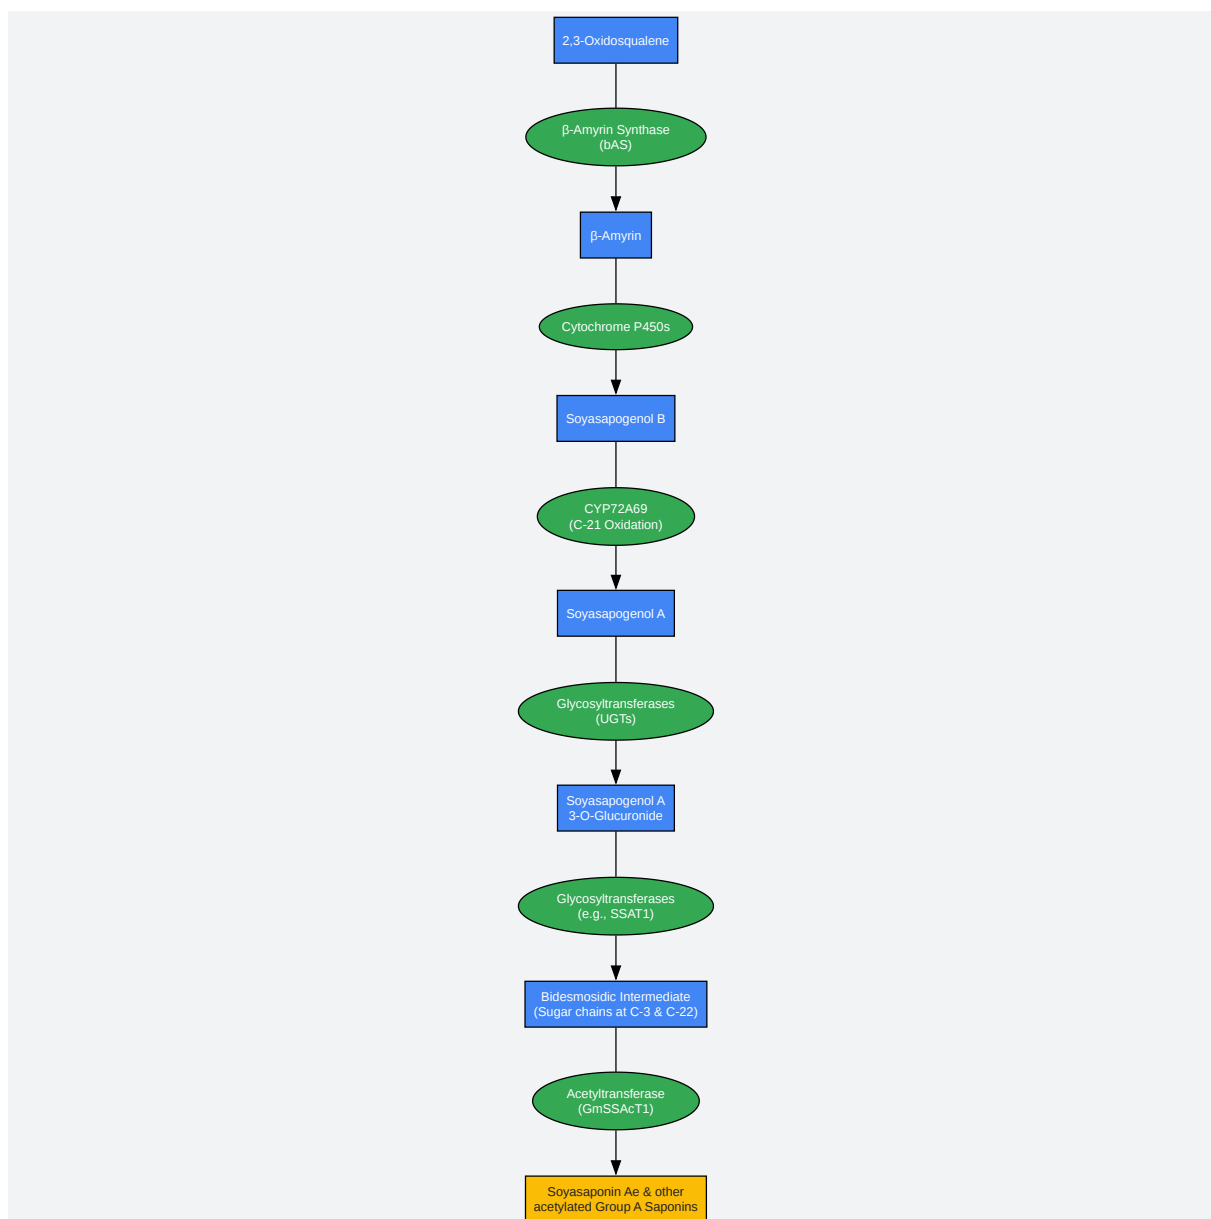 2,3-Oxidosqualene
β-Amyrin Synthase
(bAS)
β-Amyrin
Cytochrome P450s
Soyasapogenol B
CYP72A69
(C-21 Oxidation)
Soyasapogenol A
Glycosyltransferases
(UGTs)
Soyasapogenol A
3-O-Glucuronide
Glycosyltransferases
(e.g., SSAT1)
Bidesmosidic Intermediate
(Sugar chains at C-3 & C-22)
Acetyltransferase
(GmSSAcT1)
Soyasaponin Ae & other
acetylated Group A Saponins